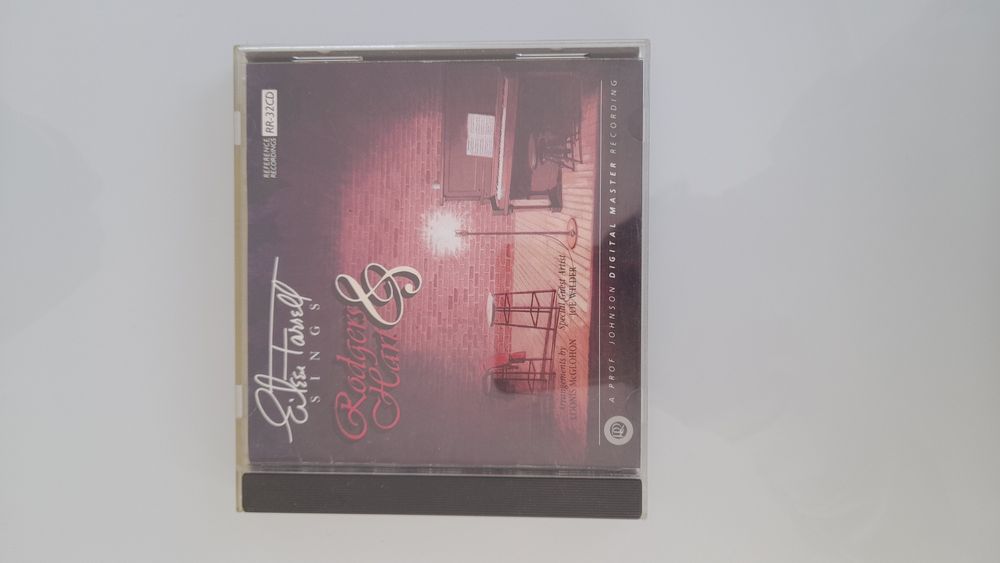 REFERENCE
RECORDINGS
RR-32CD
Eileen Farrell
SINGS
Rodgers
&
Hart
Arrangements by
LOONIS McGLOHON
Special Guest Artist
JOE WILDER
RR
A PROF. JOHNSON DIGITAL MASTER RECORDING